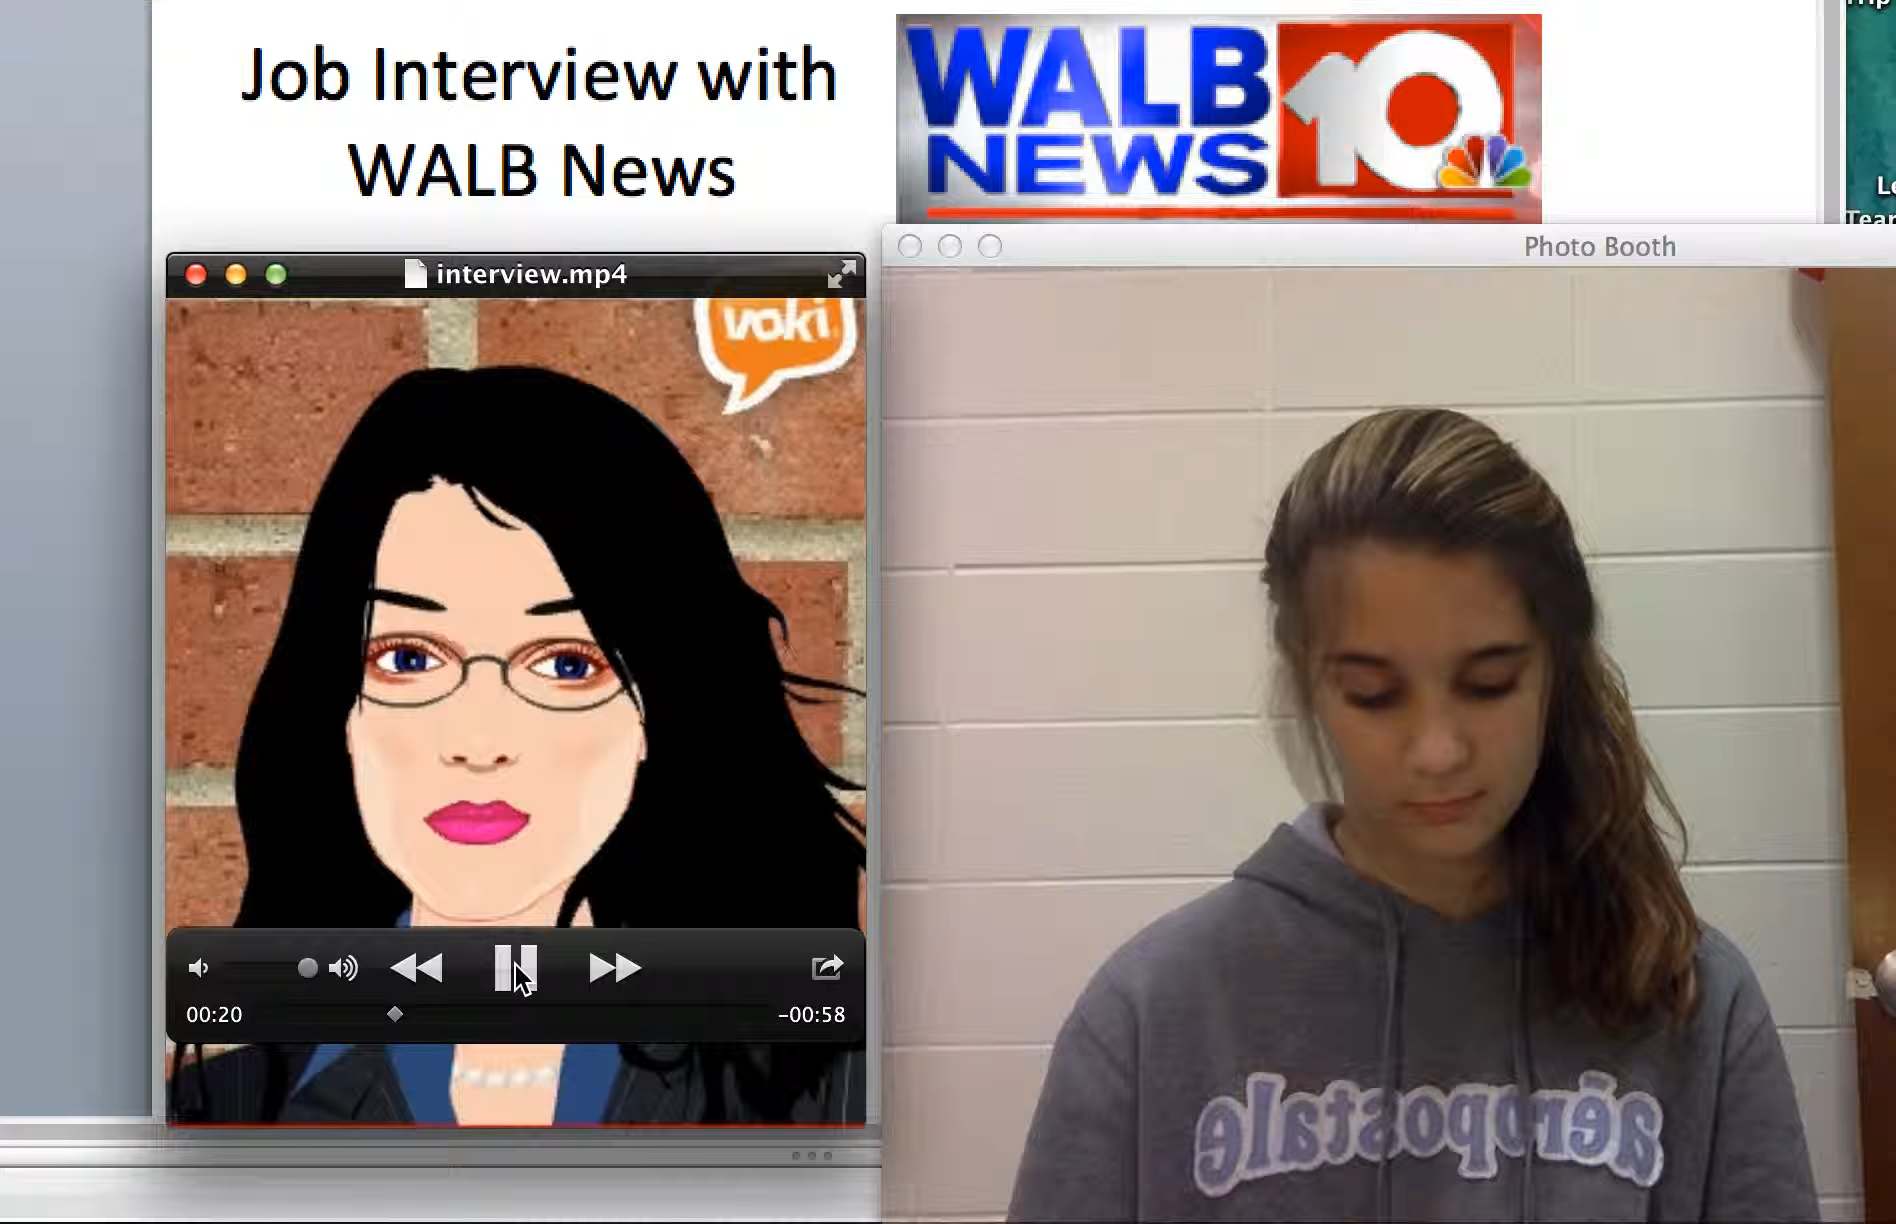 Job Interview with
WALB News
WALB
NEWS
10
Photo Booth
interview.mp4
voki
00:20
-00:58
aéropostale